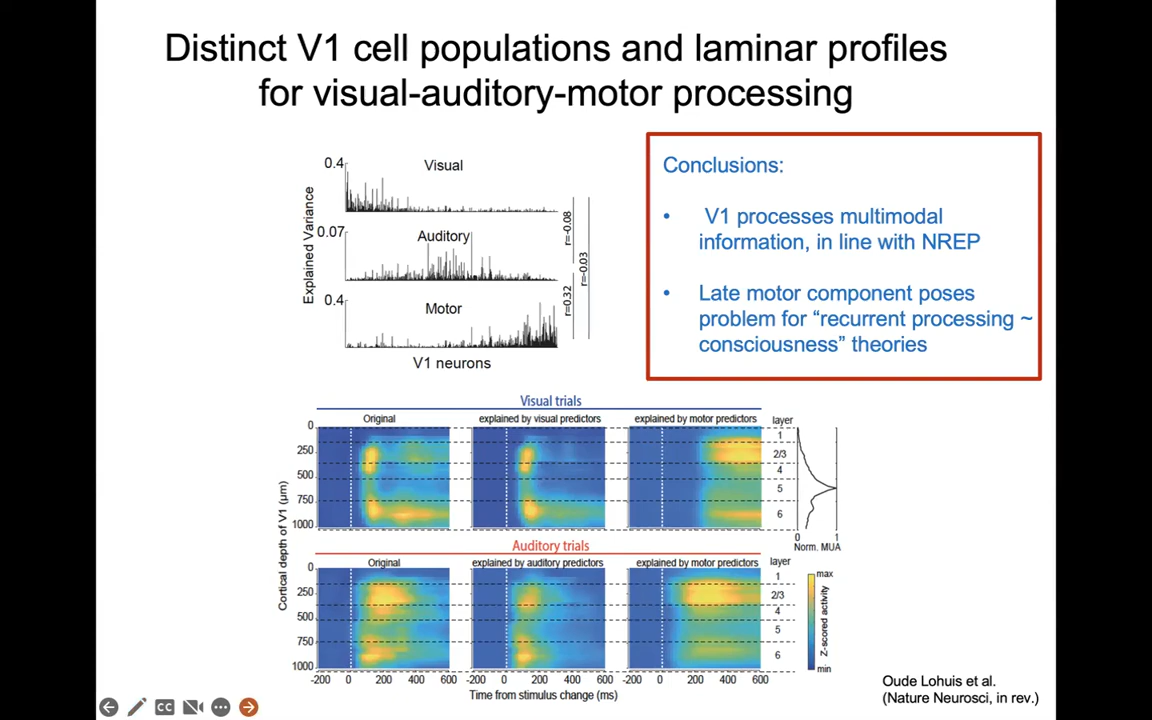 Distinct V1 cell populations and laminar profiles
for visual-auditory-motor processing
0.4
Visual
0.07
Auditory
0.4
Motor
Explained Variance
V1 neurons
r=-0.08
r=0.32
r=-0.03
Conclusions:
• V1 processes multimodal
information, in line with NREP
• Late motor component poses
problem for “recurrent processing ~
consciousness” theories
Visual trials
Original
explained by visual predictors
explained by motor predictors
layer
0
250
500
750
1000
1
2/3
4
5
6
0 1
Norm. MUA
Cortical depth of V1 (µm)
Auditory trials
Original
explained by auditory predictors
explained by motor predictors
layer
0
250
500
750
1000
1
2/3
4
5
6
max
Z-scored activity
min
-200 0 200 400 600
-200 0 200 400 600
-200 0 200 400 600
Time from stimulus change (ms)
Oude Lohuis et al.
(Nature Neurosci, in rev.)
CC